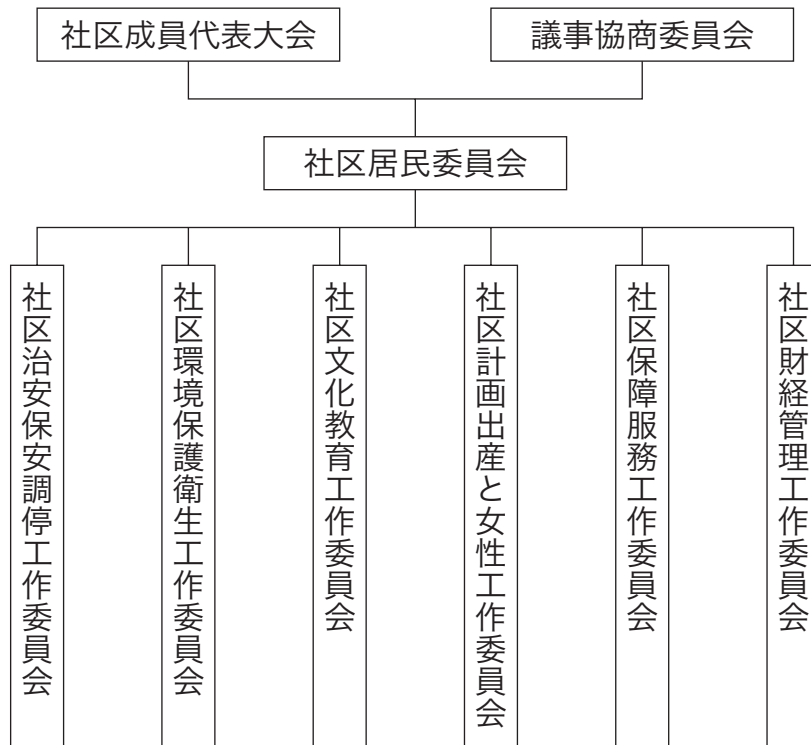 社区成員代表大会
議事協商委員会
社区居民委員会
社区治安保安調停工作委員会
社区環境保護衛生工作委員会
社区文化教育工作委員会
社区計画出産と女性工作委員会
社区保障服務工作委員会
社区財経管理工作委員会